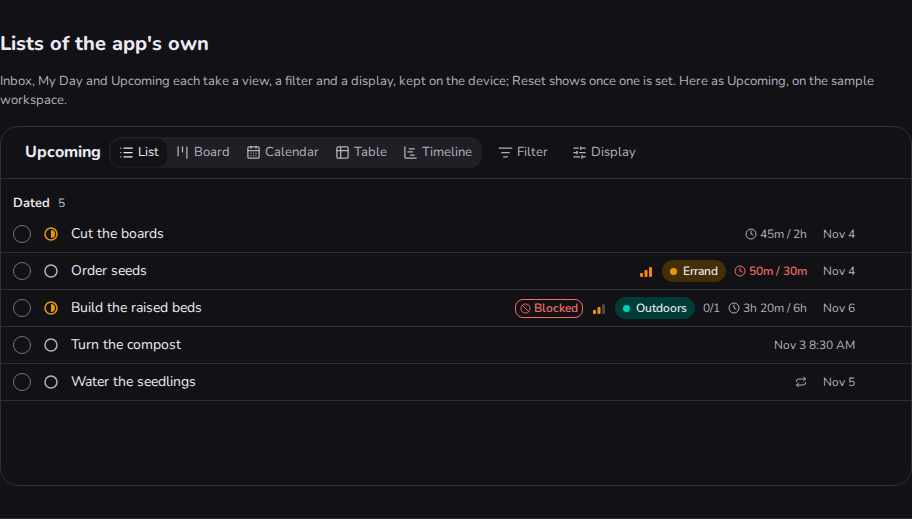 Lists of the app's own
Inbox, My Day and Upcoming each take a view, a filter and a display, kept on the device; Reset shows once one is set. Here as Upcoming, on the sample
workspace.
Upcoming List Board Calendar Table Timeline Filter Display
Dated 5
Cut the boards 45m / 2h Nov 4
Order seeds Errand 50m / 30m Nov 4
Build the raised beds Blocked Outdoors 0/1 3h 20m / 6h Nov 6
Turn the compost Nov 3 8:30 AM
Water the seedlings Nov 5